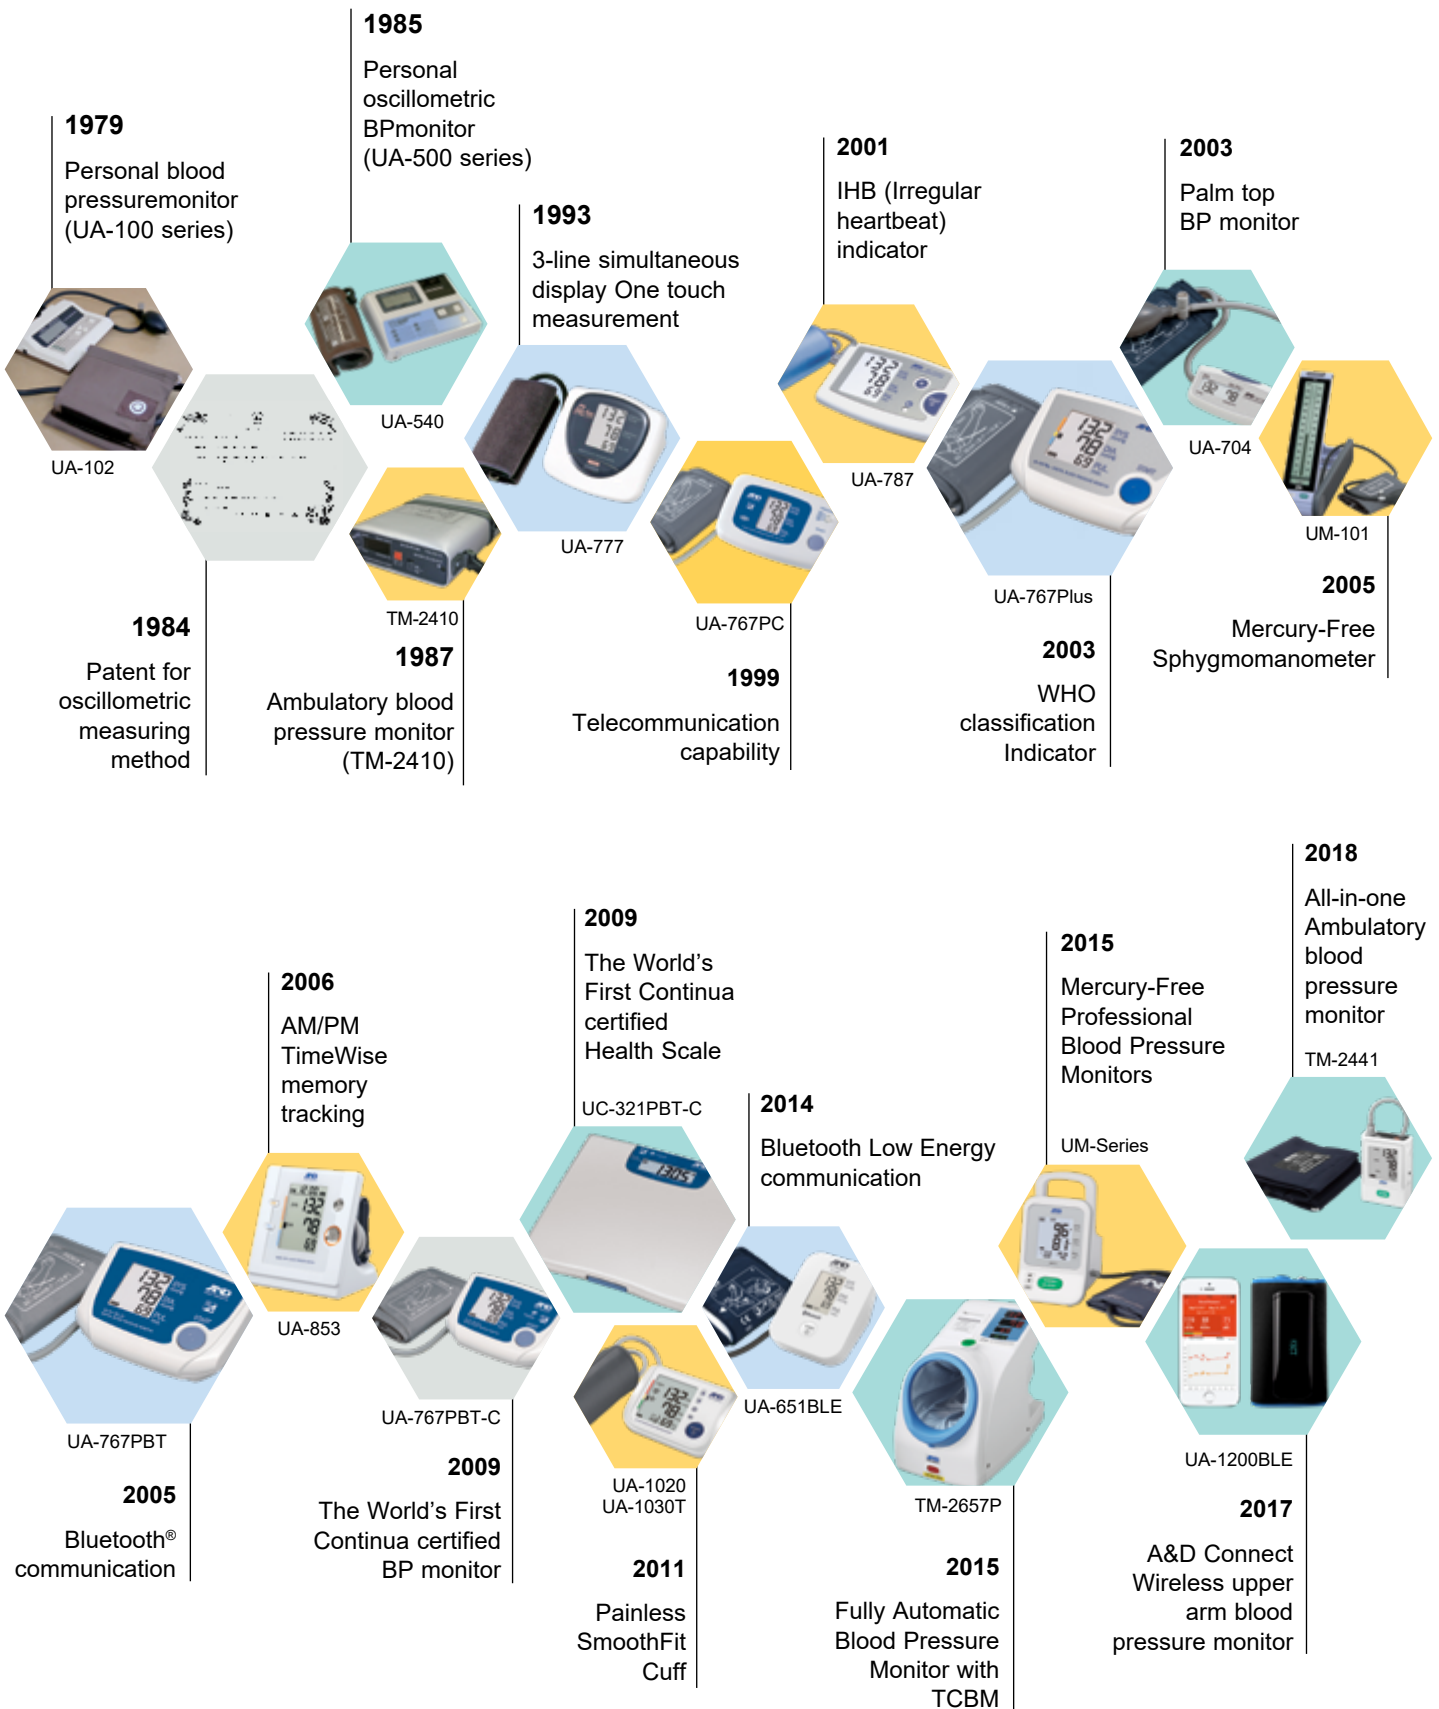 1979
Personal blood
pressuremonitor
(UA-100 series)
UA-102
1984
Patent for
oscillometric
measuring
method
1985
Personal
oscillometric
BPmonitor
(UA-500 series)
UA-540
TM-2410
1987
Ambulatory blood
pressure monitor
(TM-2410)
1993
3-line simultaneous
display One touch
measurement
UA-777
UA-767PC
1999
Telecommunication
capability
2001
IHB (Irregular
heartbeat)
indicator
UA-787
UA-767Plus
2003
WHO
classification
Indicator
2003
Palm top
BP monitor
UA-704
UM-101
2005
Mercury-Free
Sphygmomanometer
UA-767PBT
2005
Bluetooth®
communication
2006
AM/PM
TimeWise
memory
tracking
UA-853
UA-767PBT-C
2009
The World’s First
Continua certified
BP monitor
2009
The World’s
First Continua
certified
Health Scale
UC-321PBT-C
UA-1020
UA-1030T
2011
Painless
SmoothFit
Cuff
2014
Bluetooth Low Energy
communication
UA-651BLE
TM-2657P
2015
Fully Automatic
Blood Pressure
Monitor with
TCBM
2015
Mercury-Free
Professional
Blood Pressure
Monitors
UM-Series
UA-1200BLE
2017
A&D Connect
Wireless upper
arm blood
pressure monitor
2018
All-in-one
Ambulatory
blood
pressure
monitor
TM-2441